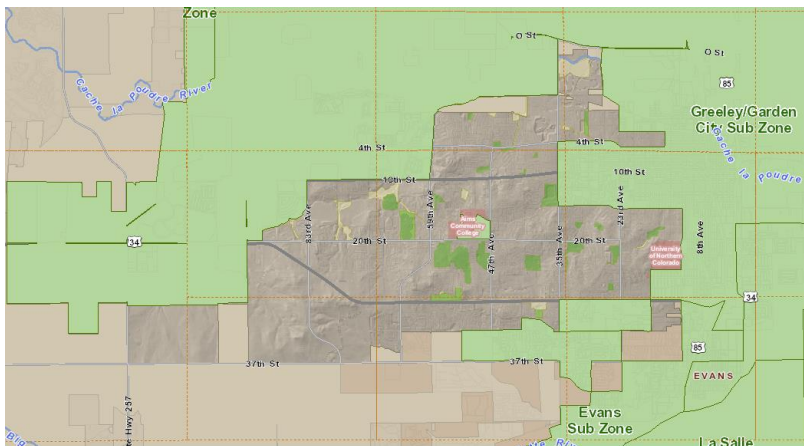 Zone
O St
O St
85
Cache la Poudre River
Greeley/Garden
City Sub Zone
4th St
4th St
Cache la Poudre
10th St
10th St
83rd Ave
59th Ave
Aims
Community
College
47th Ave
35th Ave
23rd Ave
8th Ave
34
20th St
20th St
University
of Northern
Colorado
34
85
37th St
37th St
EVANS
te Hwy 257
Evans
Sub Zone
Big
La Salle